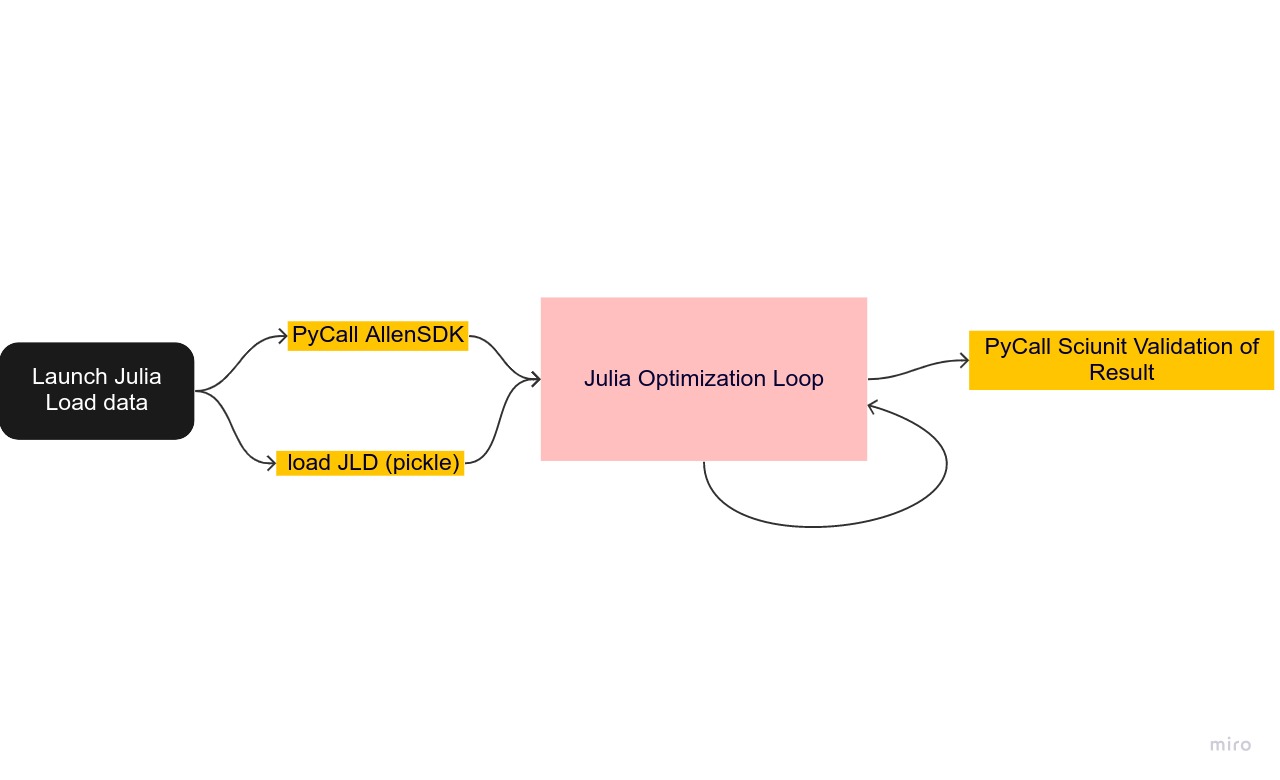 Launch Julia
Load data
PyCall AllenSDK
load JLD (pickle)
Julia Optimization Loop
PyCall Sciunit Validation of
Result
miro